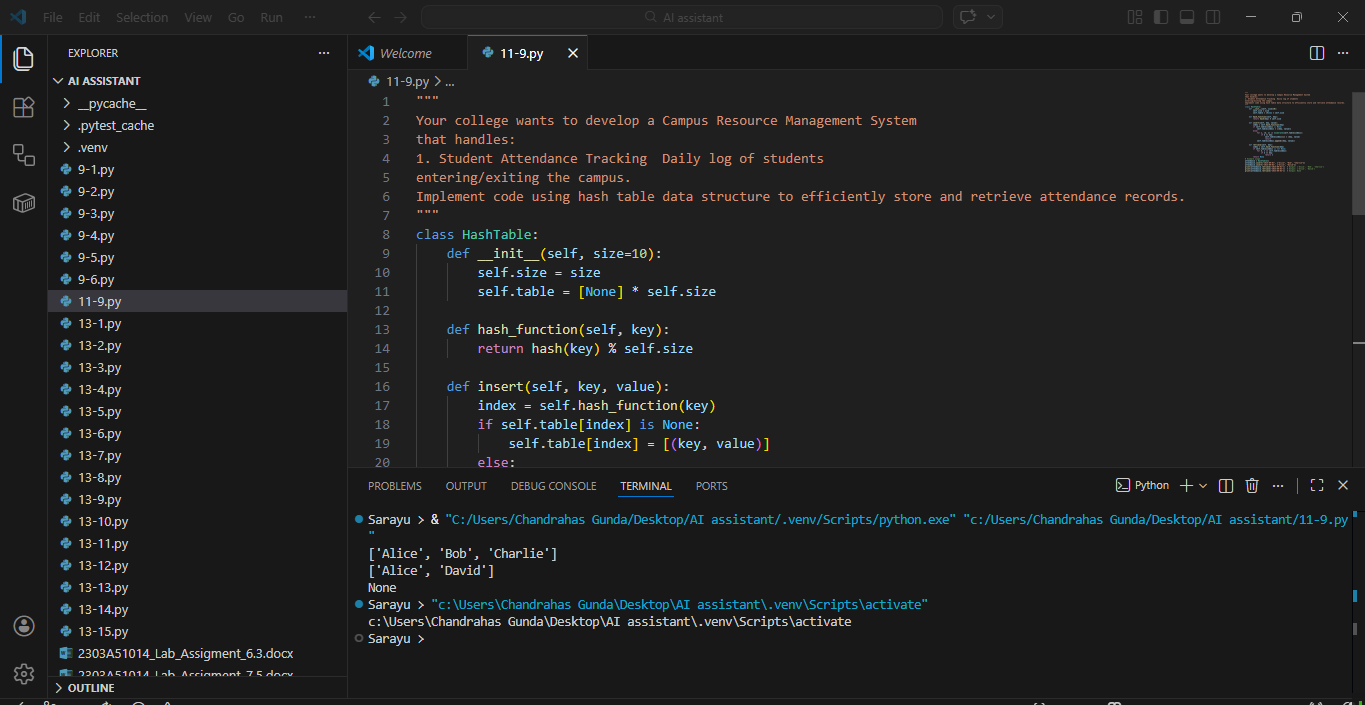 File Edit Selection View Go Run ··· AI assistant
EXPLORER ···
AI ASSISTANT
__pycache__
.pytest_cache
.venv
9-1.py
9-2.py
9-3.py
9-4.py
9-5.py
9-6.py
11-9.py
13-1.py
13-2.py
13-3.py
13-4.py
13-5.py
13-6.py
13-7.py
13-8.py
13-9.py
13-10.py
13-11.py
13-12.py
13-13.py
13-14.py
13-15.py
2303A51014_Lab_Assigment_6.3.docx
2303A51014_Lab_Assigment_7.5.docx
OUTLINE
Welcome 11-9.py
11-9.py > ...
1 """
2 Your college wants to develop a Campus Resource Management System
3 that handles:
4 1. Student Attendance Tracking  Daily log of students
5 entering/exiting the campus.
6 Implement code using hash table data structure to efficiently store and retrieve attendance records.
7 """
8 class HashTable:
9     def __init__(self, size=10):
10         self.size = size
11         self.table = [None] * self.size
12
13     def hash_function(self, key):
14         return hash(key) % self.size
15
16     def insert(self, key, value):
17         index = self.hash_function(key)
18         if self.table[index] is None:
19             self.table[index] = [(key, value)]
20         else:
PROBLEMS OUTPUT DEBUG CONSOLE TERMINAL PORTS Python
Sarayu > & "C:/Users/Chandrahas Gunda/Desktop/AI assistant/.venv/Scripts/python.exe" "c:/Users/Chandrahas Gunda/Desktop/AI assistant/11-9.py
"
['Alice', 'Bob', 'Charlie']
['Alice', 'David']
None
Sarayu > "c:\Users\Chandrahas Gunda\Desktop\AI assistant\.venv\Scripts\activate"
c:\Users\Chandrahas Gunda\Desktop\AI assistant\.venv\Scripts\activate
Sarayu >